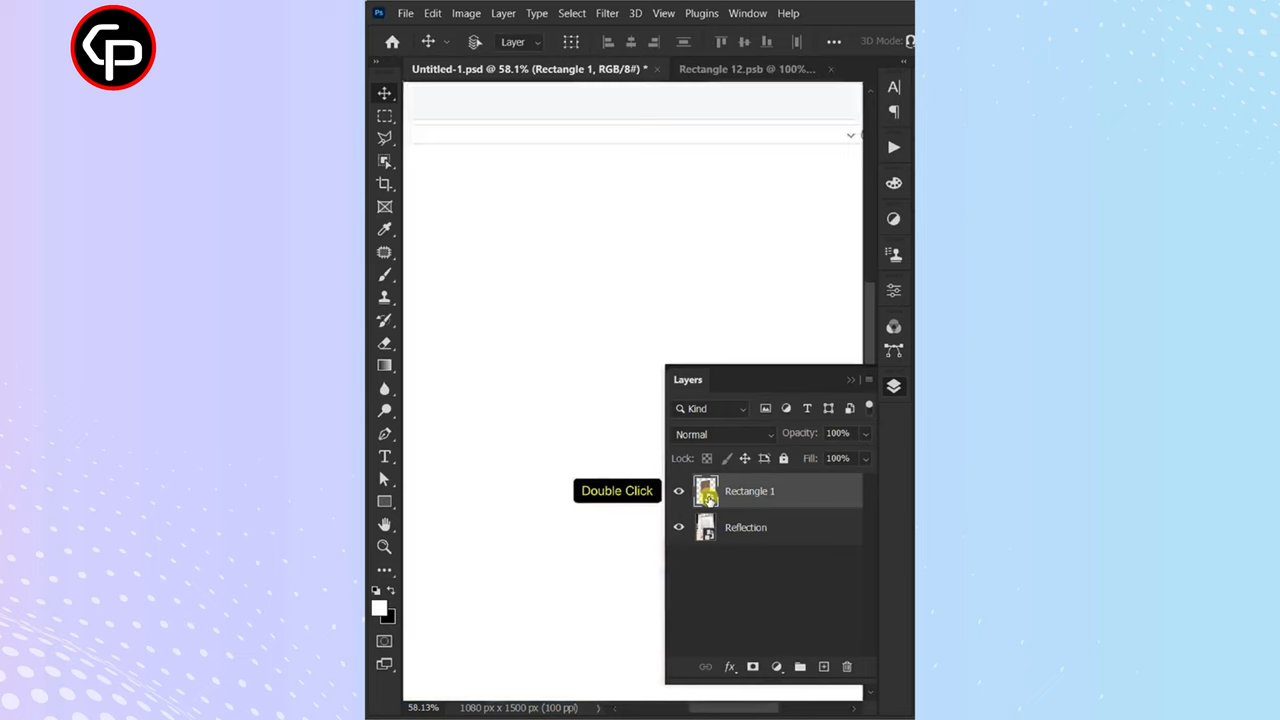 CP
Ps File Edit Image Layer Type Select Filter 3D View Plugins Window Help
Layer 3D Mode:
Untitled-1.psd @ 58.1% (Rectangle 1, RGB/8#) * × Rectangle 12.psb @ 100%... ×
Layers
Kind
Normal Opacity: 100%
Lock: Fill: 100%
Double Click
Rectangle 1
Reflection
58.13% 1080 px x 1500 px (100 ppi)